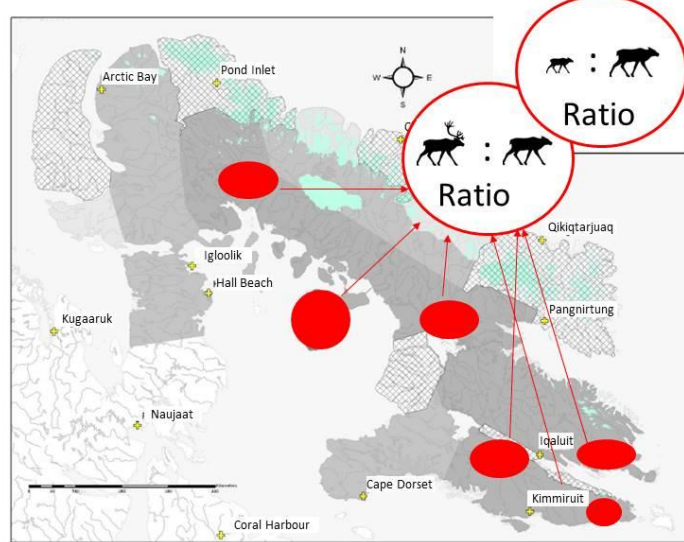 :
Ratio
:
Ratio
N
W E
S
Arctic Bay
Pond Inlet
Qikiqtarjuaq
Igloolik
Hall Beach
Pangnirtung
Kugaaruk
Naujaat
Iqaluit
Cape Dorset
Kimmiruit
Coral Harbour